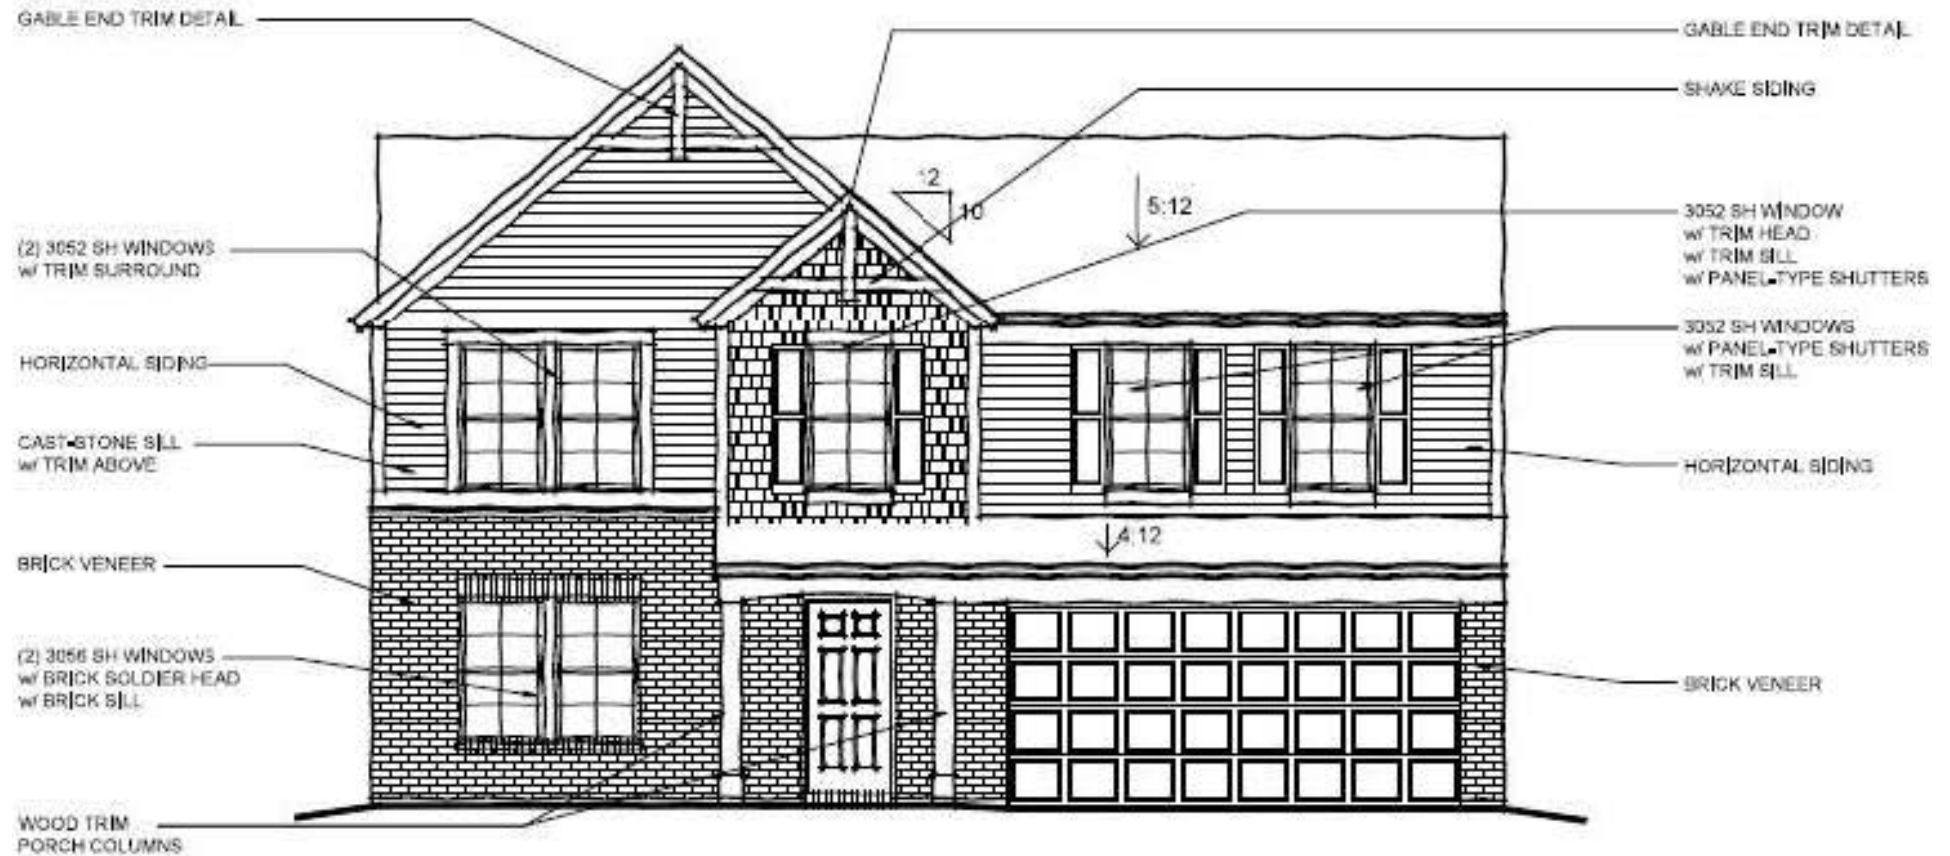 GABLE END TRIM DETAIL
(2) 3052 SH WINDOWS
w/ TRIM SURROUND
HORIZONTAL SIDING
CAST-STONE SILL
w/ TRIM ABOVE
BRICK VENEER
(2) 3056 SH WINDOWS
w/ BRICK SOLDIER HEAD
w/ BRICK SILL
WOOD TRIM
PORCH COLUMNS
12
10
5:12
4:12
GABLE END TRIM DETAIL
SHAKE SIDING
3052 SH WINDOW
w/ TRIM HEAD
w/ TRIM SILL
w/ PANEL-TYPE SHUTTERS
3052 SH WINDOWS
w/ PANEL-TYPE SHUTTERS
w/ TRIM SILL
HORIZONTAL SIDING
BRICK VENEER